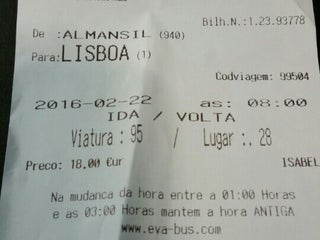 Bilh.N.:1.23.93778
De :ALMANSIL (940)
Para:LISBOA (1)
Codviagem: 99504
2016-02-22 as: 08:00
IDA / VOLTA
Viatura : 95 / Lugar :. 28
Preco: 18.00 €ur ISABEL
Na mudanca da hora entre a 01:00 Horas
e as 03:00 Horas mantem a hora ANTIGA
www.eva-bus.com